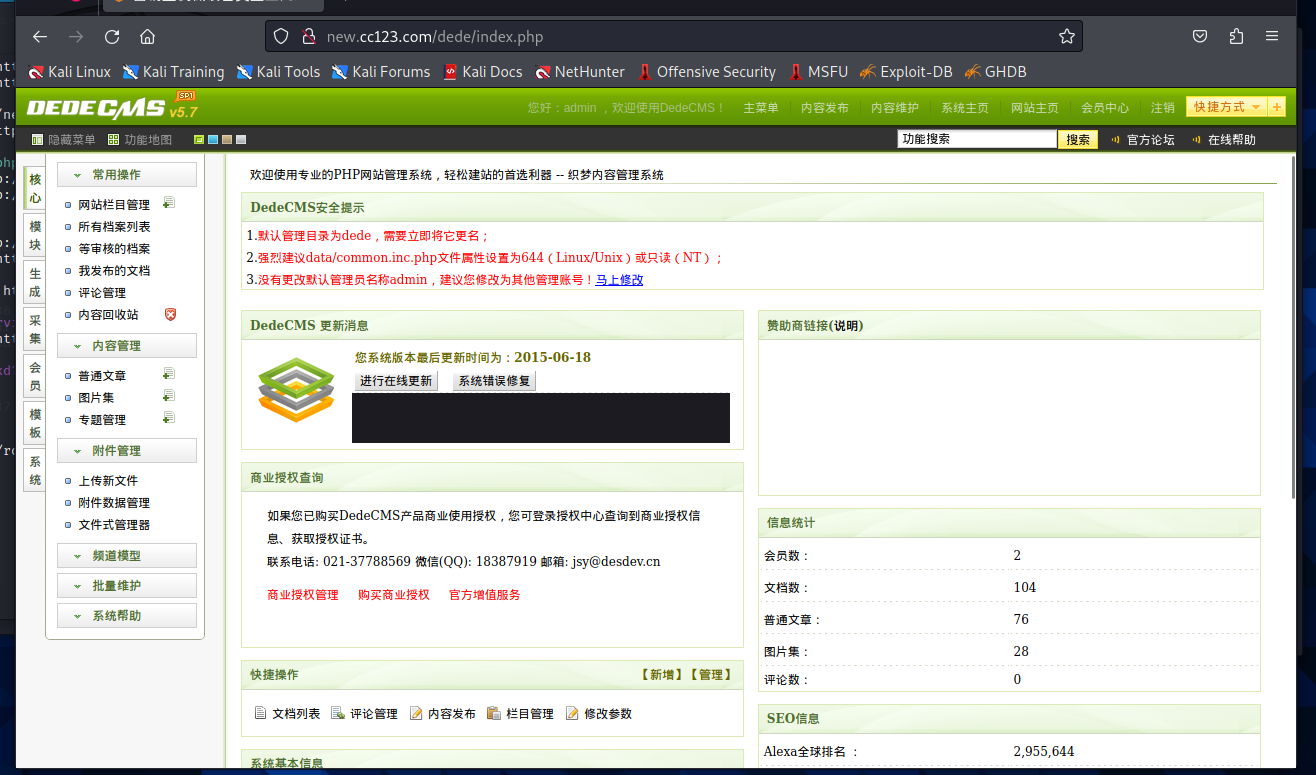 new.cc123.com/dede/index.php
Kali Linux Kali Training Kali Tools Kali Forums Kali Docs NetHunter Offensive Security MSFU Exploit-DB GHDB
DEDECMS SP1 v5.7 您好：admin ，欢迎使用DedeCMS！ 主菜单 内容发布 内容维护 系统主页 网站主页 会员中心 注销 快捷方式 +
隐藏菜单 功能地图 功能搜索 搜索 官方论坛 在线帮助
核心
模块
生成
采集
会员
模板
系统
常用操作
网站栏目管理
所有档案列表
等审核的档案
我发布的文档
评论管理
内容回收站
内容管理
普通文章
图片集
专题管理
附件管理
上传新文件
附件数据管理
文件式管理器
频道模型
批量维护
系统帮助
欢迎使用专业的PHP网站管理系统，轻松建站的首选利器 -- 织梦内容管理系统
DedeCMS安全提示
1.默认管理目录为dede，需要立即将它更名；
2.强烈建议data/common.inc.php文件属性设置为644（Linux/Unix）或只读（NT）；
3.没有更改默认管理员名称admin，建议您修改为其他管理账号！马上修改
DedeCMS 更新消息
您系统版本最后更新时间为：2015-06-18
进行在线更新 系统错误修复
商业授权查询
如果您已购买DedeCMS产品商业使用授权，您可登录授权中心查询到商业授权信
息、获取授权证书。
联系电话: 021-37788569 微信(QQ): 18387919 邮箱: jsy@desdev.cn
商业授权管理 购买商业授权 官方增值服务
快捷操作 【新增】【管理】
文档列表 评论管理 内容发布 栏目管理 修改参数
系统基本信息
赞助商链接(说明)
信息统计
会员数： 2
文档数： 104
普通文章： 76
图片集： 28
评论数： 0
SEO信息
Alexa全球排名 ： 2,955,644